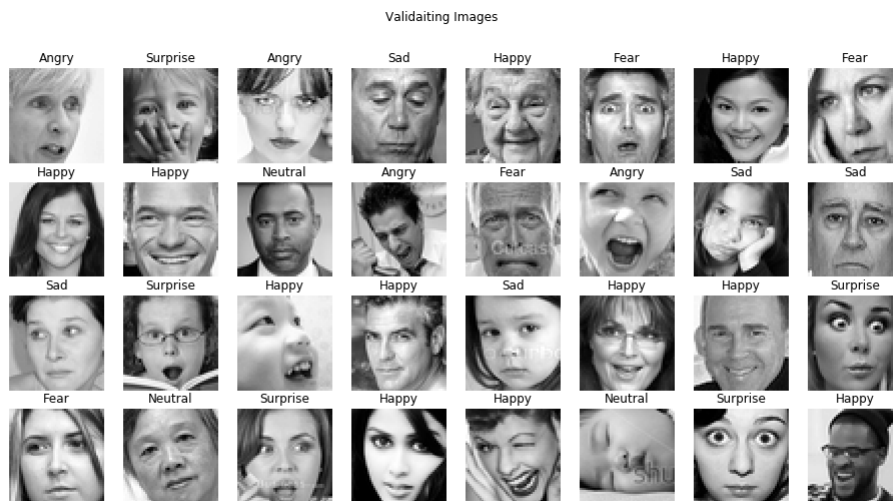 Validaiting Images
Angry Surprise Angry Sad Happy Fear Happy Fear
Happy Happy Neutral Angry Fear Angry Sad Sad
Sad Surprise Happy Happy Sad Happy Happy Surprise
Fear Neutral Surprise Happy Happy Neutral Surprise Happy
shu